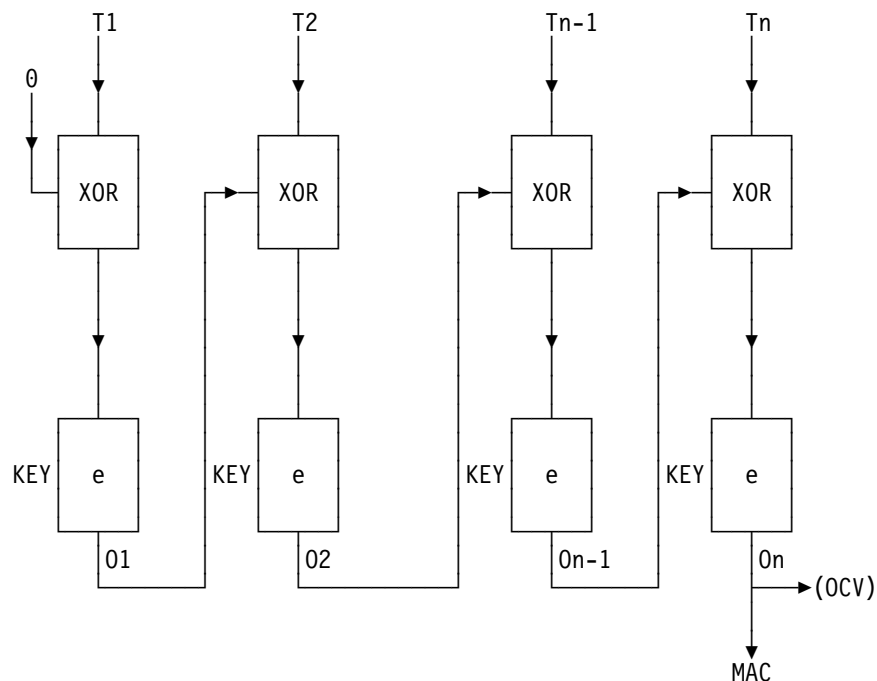 T1 T2 Tn-1 Tn
0
XOR XOR XOR XOR
KEY e KEY e KEY e KEY e
O1 O2 On-1 On
(OCV)
MAC